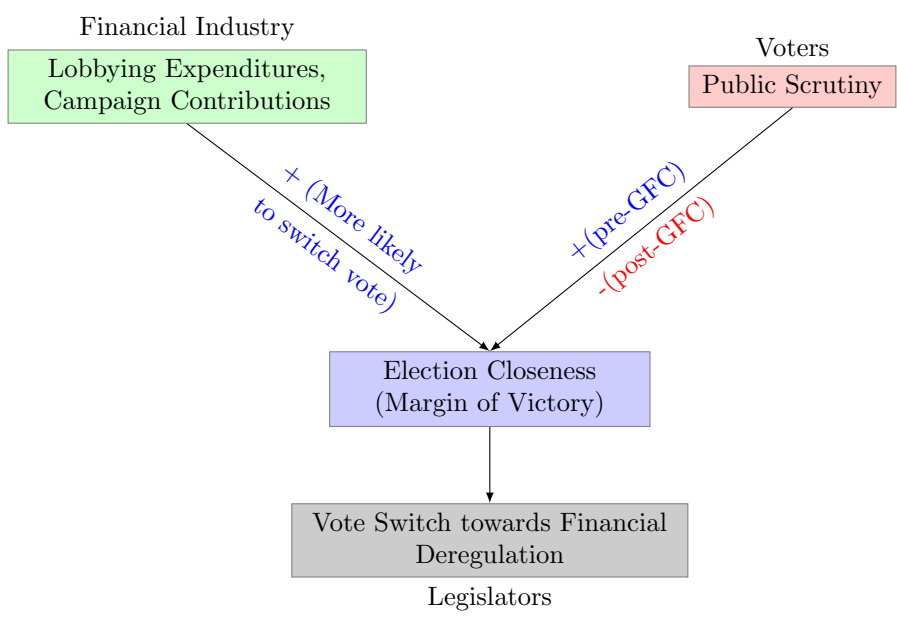 Financial Industry
Lobbying Expenditures,
Campaign Contributions
Voters
Public Scrutiny
+ (More likely
to switch vote)
+(pre-GFC)
-(post-GFC)
Election Closeness
(Margin of Victory)
Vote Switch towards Financial
Deregulation
Legislators